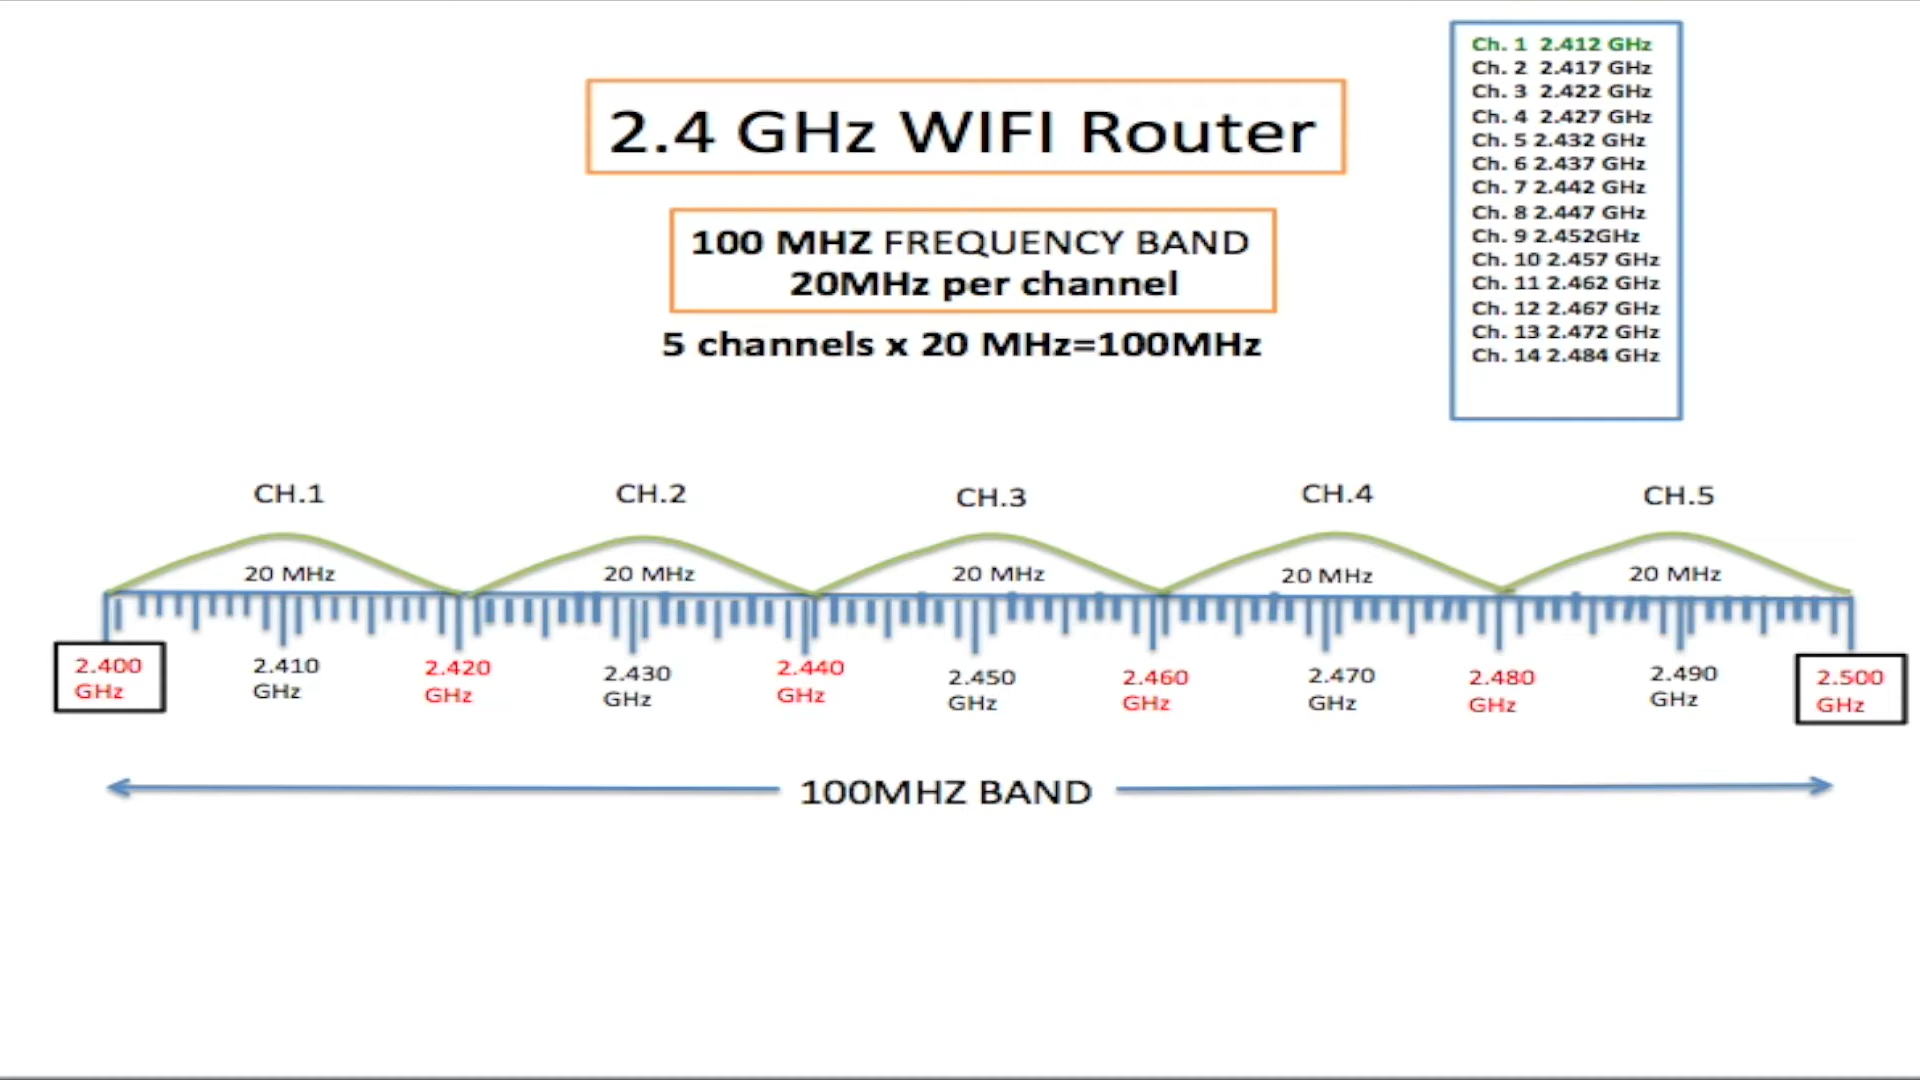 2.4 GHz WIFI Router
100 MHZ FREQUENCY BAND
20MHz per channel
5 channels x 20 MHz=100MHz
Ch. 1 2.412 GHz
Ch. 2 2.417 GHz
Ch. 3 2.422 GHz
Ch. 4 2.427 GHz
Ch. 5 2.432 GHz
Ch. 6 2.437 GHz
Ch. 7 2.442 GHz
Ch. 8 2.447 GHz
Ch. 9 2.452GHz
Ch. 10 2.457 GHz
Ch. 11 2.462 GHz
Ch. 12 2.467 GHz
Ch. 13 2.472 GHz
Ch. 14 2.484 GHz
CH.1 CH.2 CH.3 CH.4 CH.5
20 MHz 20 MHz 20 MHz 20 MHz 20 MHz
2.400 2.410 2.420 2.430 2.440 2.450 2.460 2.470 2.480 2.490 2.500
GHz GHz GHz GHz GHz GHz GHz GHz GHz GHz GHz
100MHZ BAND